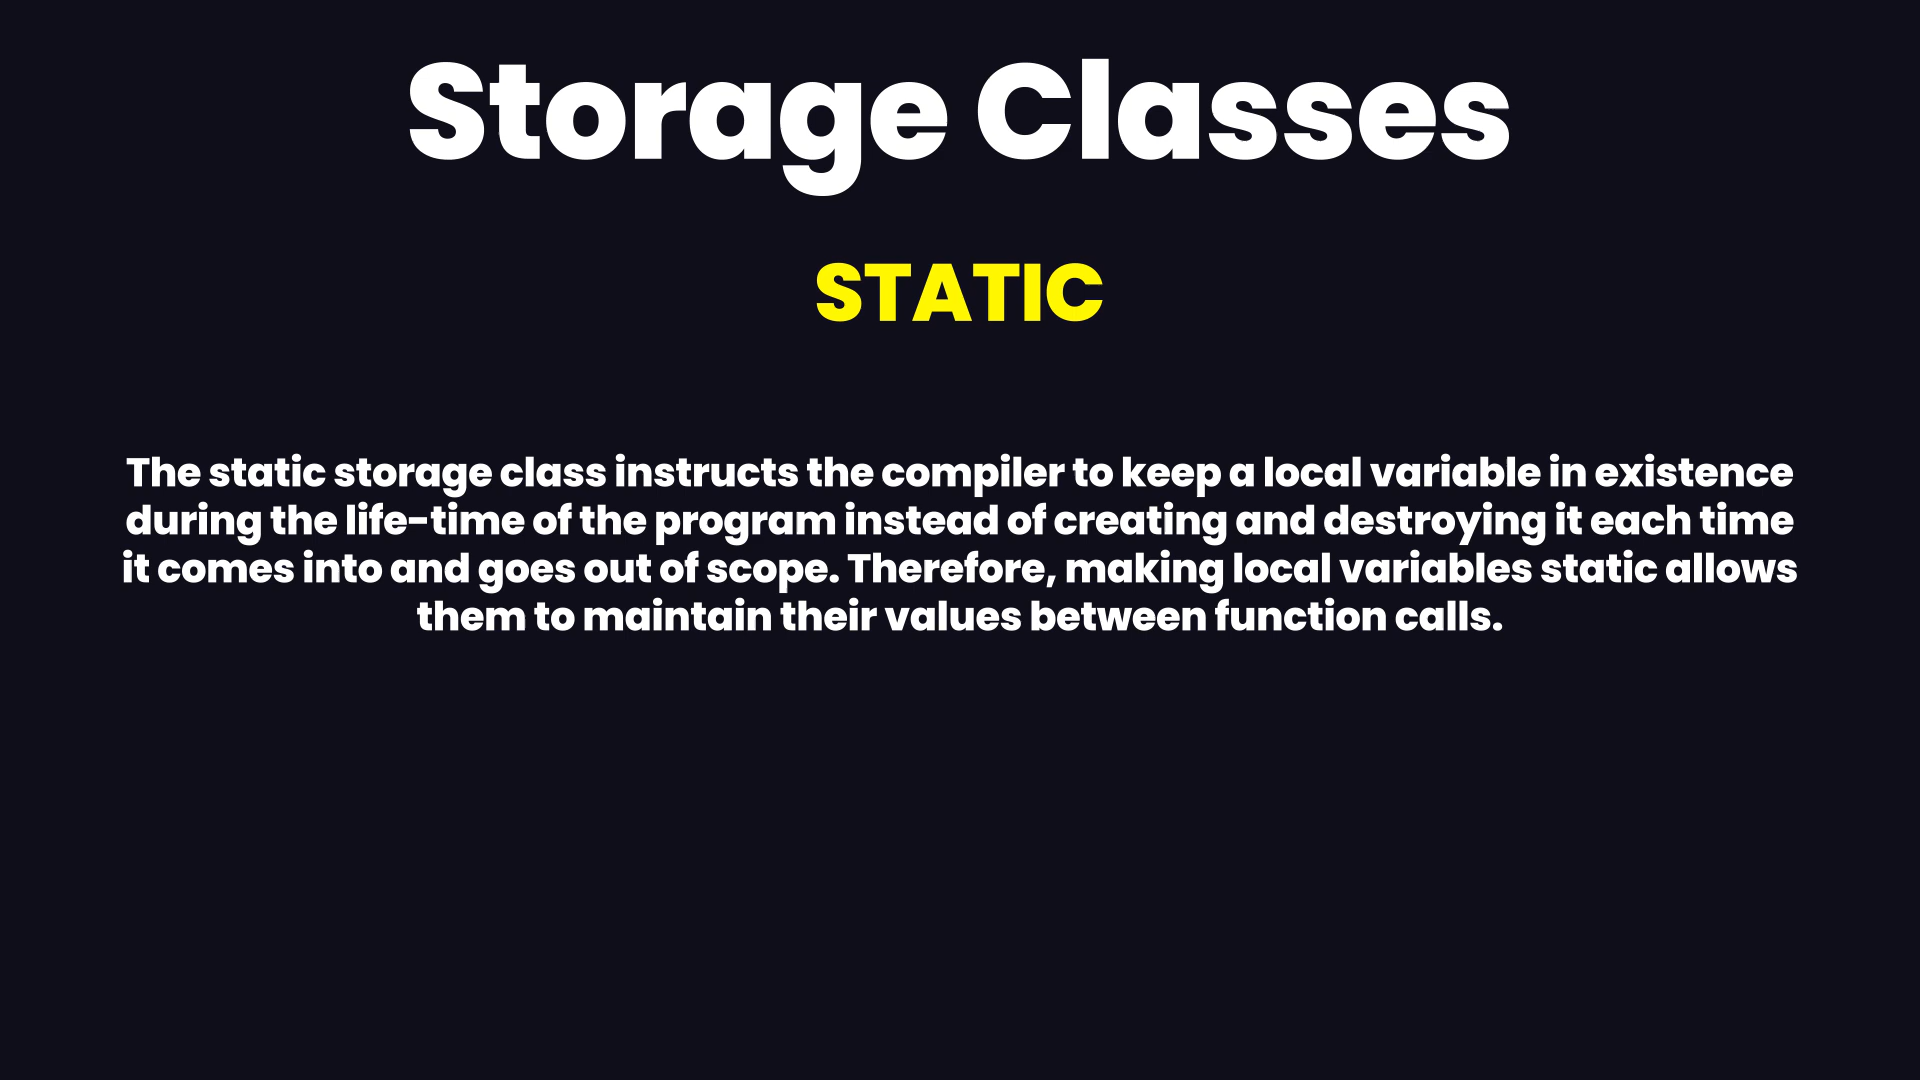 Storage Classes
STATIC
The static storage class instructs the compiler to keep a local variable in existence
during the life-time of the program instead of creating and destroying it each time
it comes into and goes out of scope. Therefore, making local variables static allows
them to maintain their values between function calls.